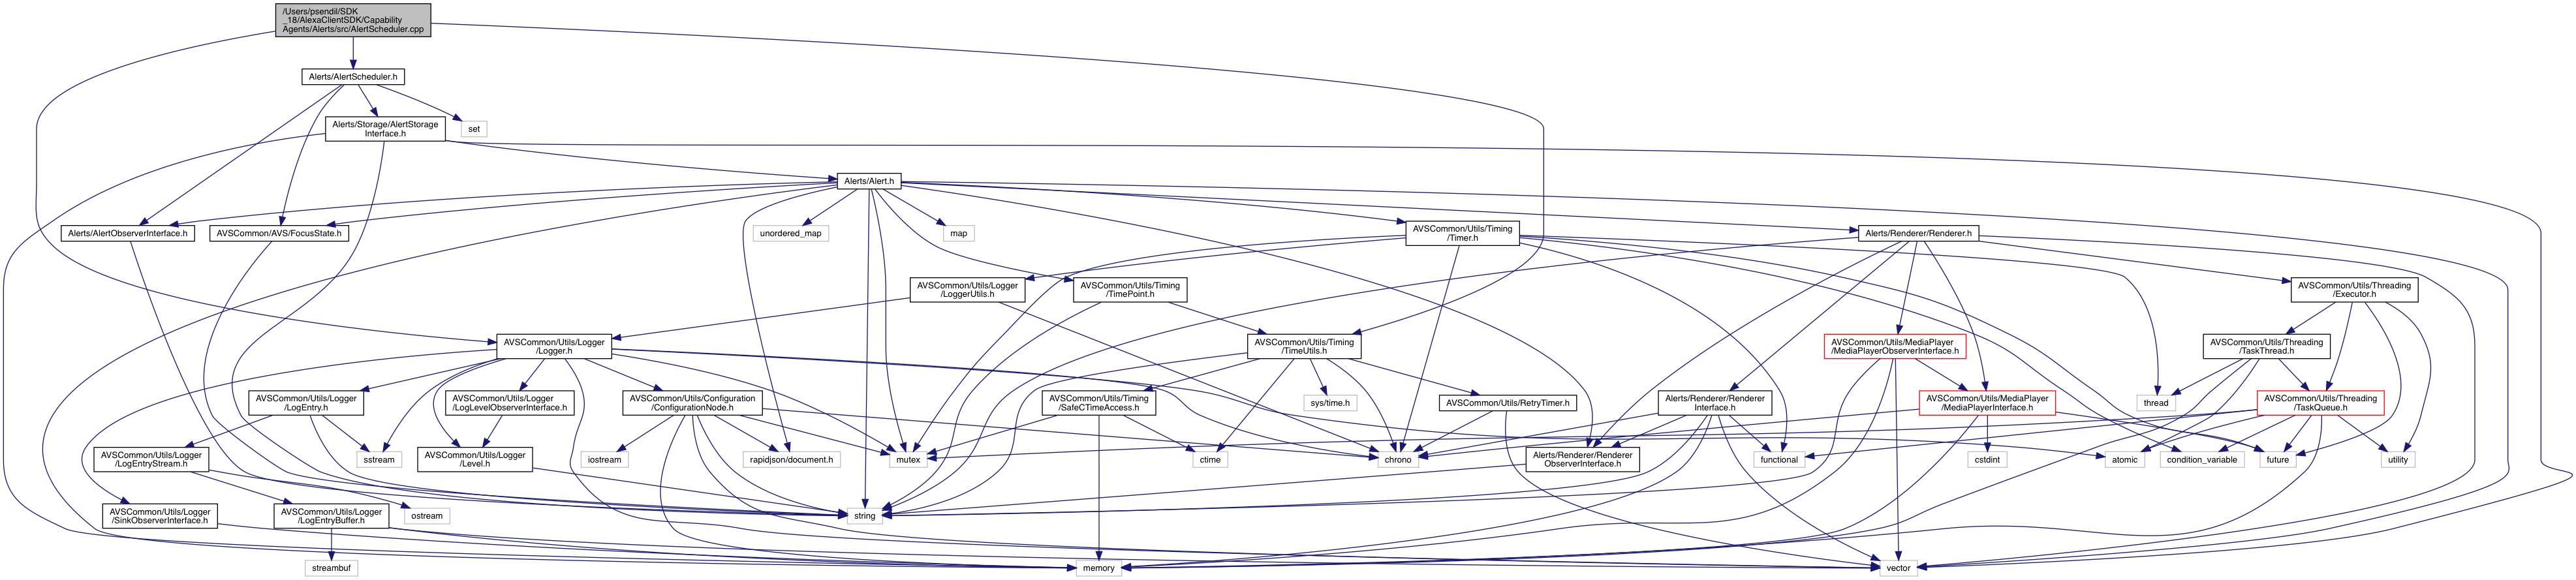 /Users/psendil/SDK
_18/AlexaClientSDK/Capability
Agents/Alerts/src/AlertScheduler.cpp
Alerts/AlertScheduler.h
Alerts/Storage/AlertStorage
Interface.h
set
Alerts/Alert.h
Alerts/AlertObserverInterface.h
AVSCommon/AVS/FocusState.h
unordered_map
map
AVSCommon/Utils/Timing
/Timer.h
Alerts/Renderer/Renderer.h
AVSCommon/Utils/Logger
/LoggerUtils.h
AVSCommon/Utils/Timing
/TimePoint.h
AVSCommon/Utils/Threading
/Executor.h
AVSCommon/Utils/Logger
/Logger.h
AVSCommon/Utils/Timing
/TimeUtils.h
AVSCommon/Utils/MediaPlayer
/MediaPlayerObserverInterface.h
AVSCommon/Utils/Threading
/TaskThread.h
AVSCommon/Utils/Logger
/LogEntry.h
AVSCommon/Utils/Logger
/LogLevelObserverInterface.h
AVSCommon/Utils/Configuration
/ConfigurationNode.h
AVSCommon/Utils/Timing
/SafeCTimeAccess.h
sys/time.h
AVSCommon/Utils/RetryTimer.h
Alerts/Renderer/Renderer
Interface.h
AVSCommon/Utils/MediaPlayer
/MediaPlayerInterface.h
thread
AVSCommon/Utils/Threading
/TaskQueue.h
AVSCommon/Utils/Logger
/LogEntryStream.h
sstream
AVSCommon/Utils/Logger
/Level.h
iostream
rapidjson/document.h
mutex
ctime
chrono
Alerts/Renderer/Renderer
ObserverInterface.h
functional
cstdint
atomic
condition_variable
future
utility
AVSCommon/Utils/Logger
/SinkObserverInterface.h
AVSCommon/Utils/Logger
/LogEntryBuffer.h
ostream
string
streambuf
memory
vector